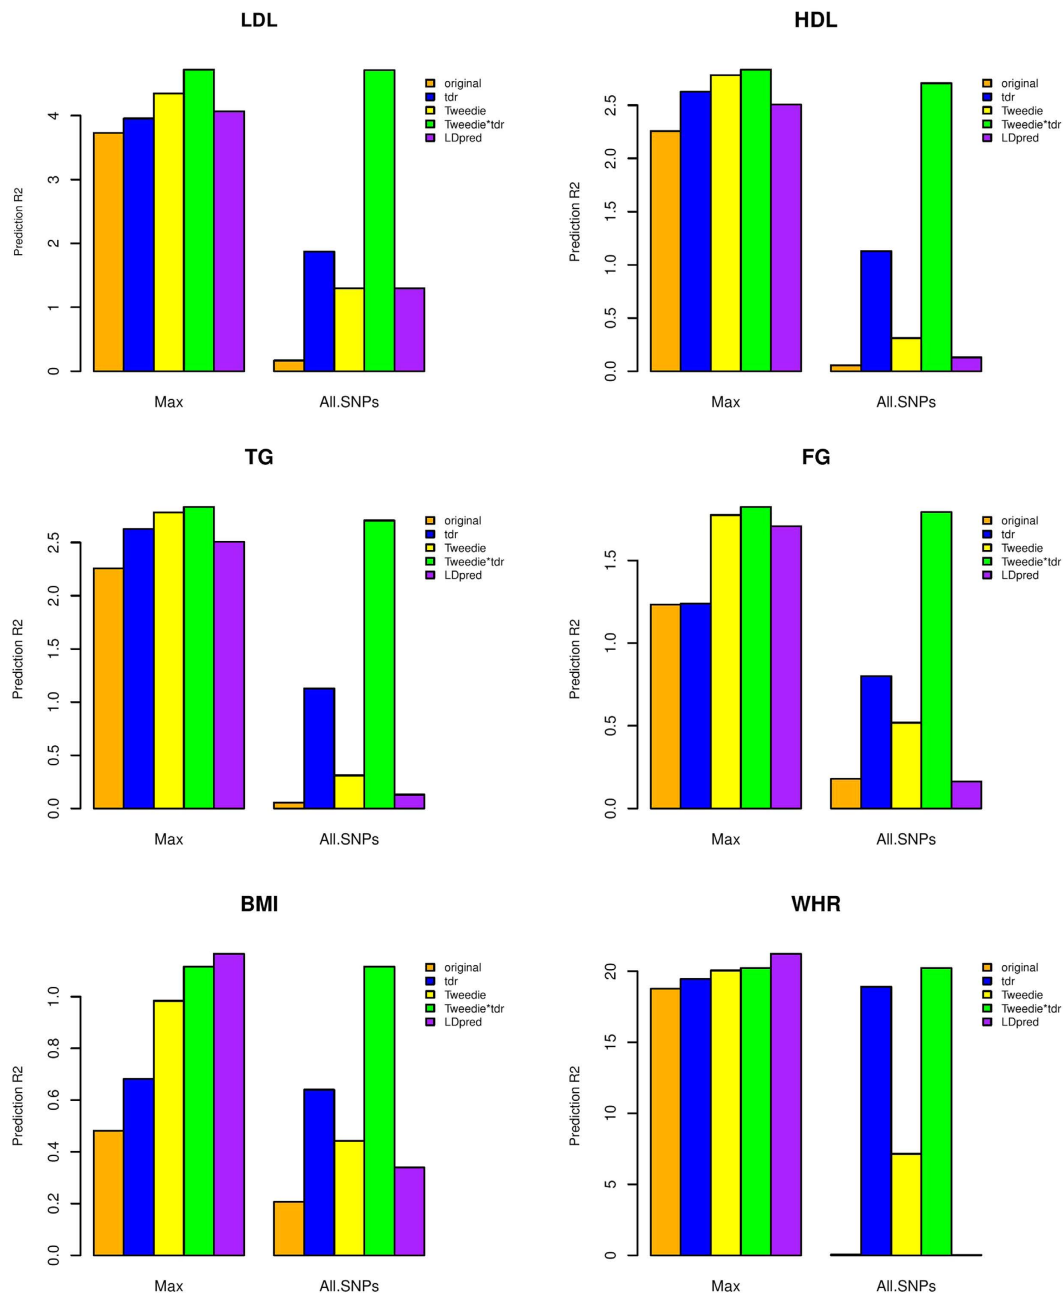 LDL
original
tdr
Tweedie
Tweedie*tdr
LDpred
Prediction R2
0
1
2
3
4
Max
All.SNPs
HDL
original
tdr
Tweedie
Tweedie*tdr
LDpred
Prediction R2
0.0
0.5
1.0
1.5
2.0
2.5
Max
All.SNPs
TG
original
tdr
Tweedie
Tweedie*tdr
LDpred
Prediction R2
0.0
0.5
1.0
1.5
2.0
2.5
Max
All.SNPs
FG
original
tdr
Tweedie
Tweedie*tdr
LDpred
Prediction R2
0.0
0.5
1.0
1.5
Max
All.SNPs
BMI
original
tdr
Tweedie
Tweedie*tdr
LDpred
Prediction R2
0.0
0.2
0.4
0.6
0.8
1.0
Max
All.SNPs
WHR
original
tdr
Tweedie
Tweedie*tdr
LDpred
Prediction R2
0
5
10
15
20
Max
All.SNPs